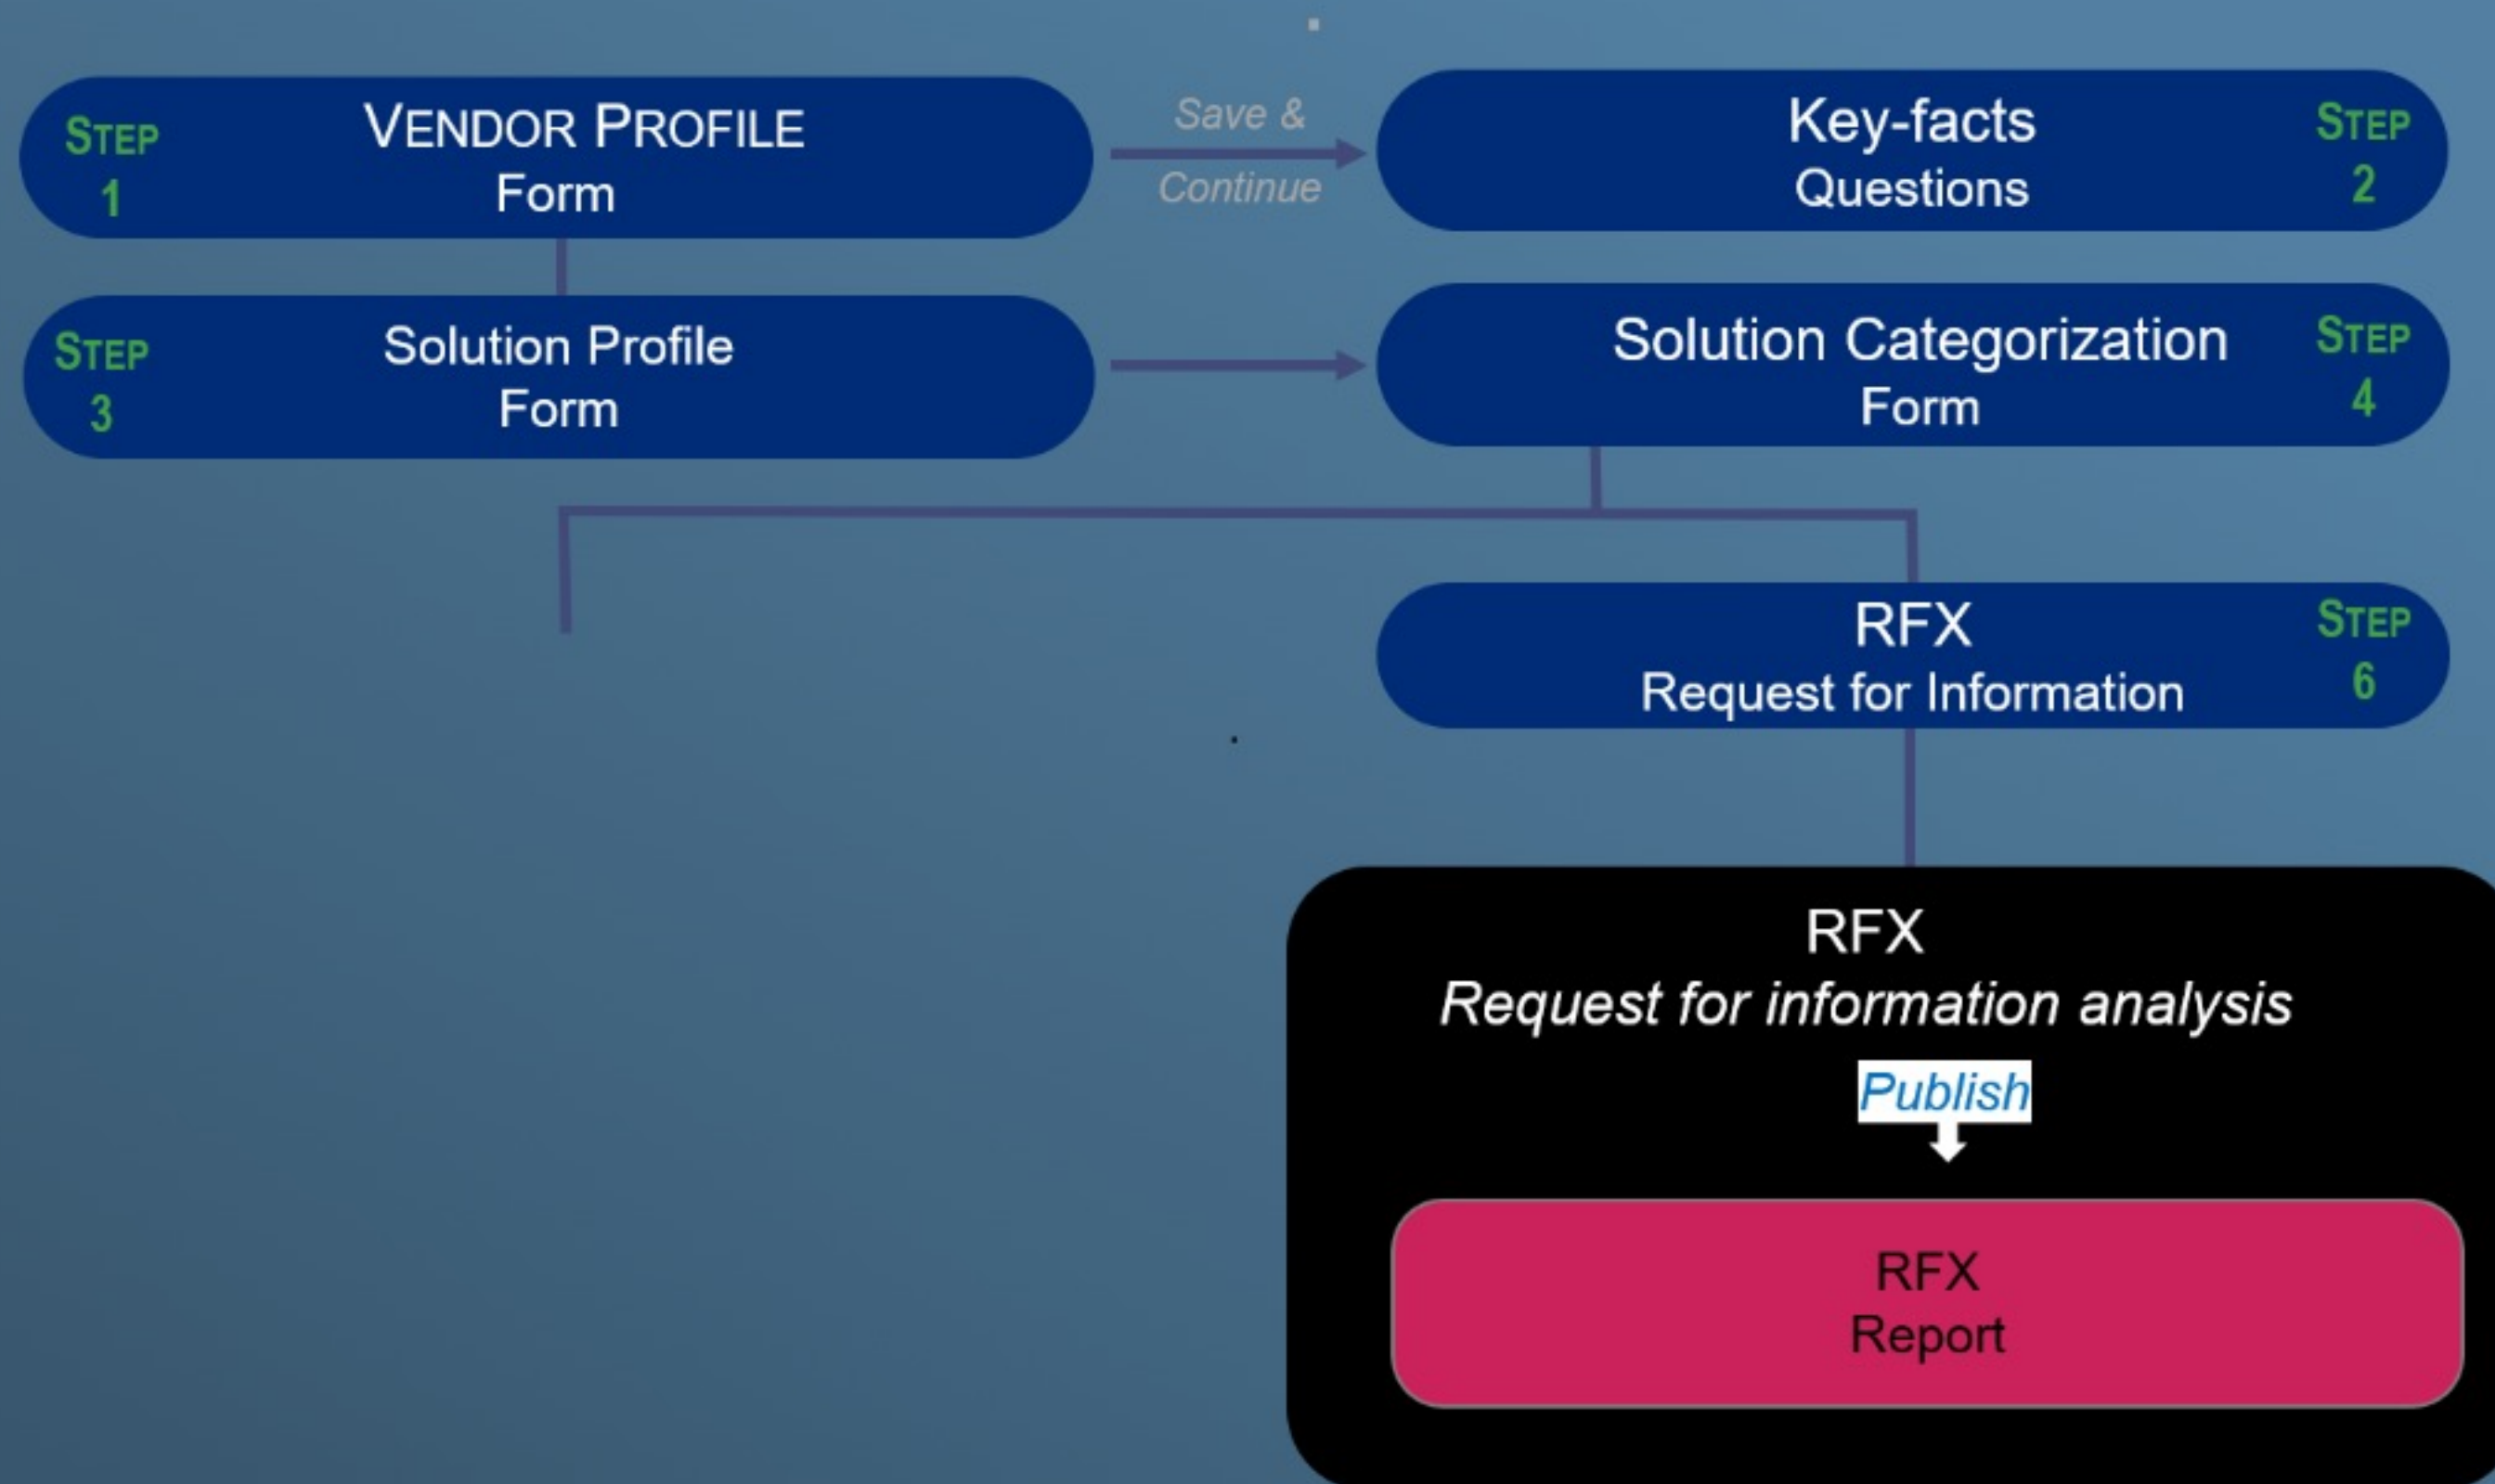 STEP
1
VENDOR PROFILE
Form
Save &
Continue
Key-facts
Questions
STEP
2
STEP
3
Solution Profile
Form
Solution Categorization
Form
STEP
4
RFX
Request for Information
STEP
6
RFX
Request for information analysis
Publish
RFX
Report